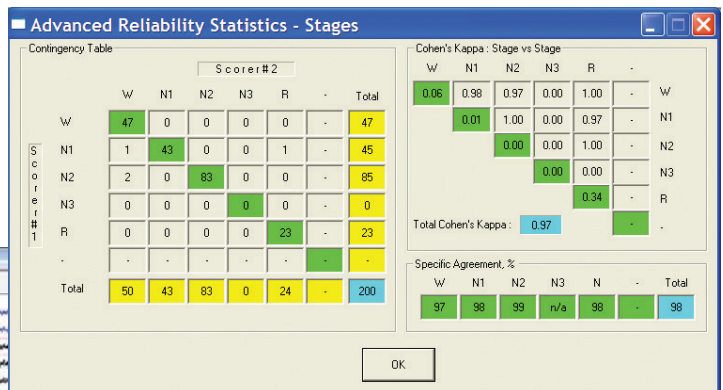 Advanced Reliability Statistics - Stages
Contingency Table
Scorer#2
W N1 N2 N3 R - Total
Scorer#1
W 47 0 0 0 0 - 47
N1 1 43 0 0 1 - 45
N2 2 0 83 0 0 - 85
N3 0 0 0 0 0 - 0
R 0 0 0 0 23 - 23
- - - - - - - -
Total 50 43 83 0 24 - 200
Cohen's Kappa : Stage vs Stage
W N1 N2 N3 R -
0.06 0.98 0.97 0.00 1.00 - W
0.01 1.00 0.00 0.97 - N1
0.00 0.00 1.00 - N2
0.00 0.00 - N3
0.34 - R
Total Cohen's Kappa : 0.97 - -
Specific Agreement, %
W N1 N2 N3 N - Total
97 98 99 n/a 98 - 98
OK